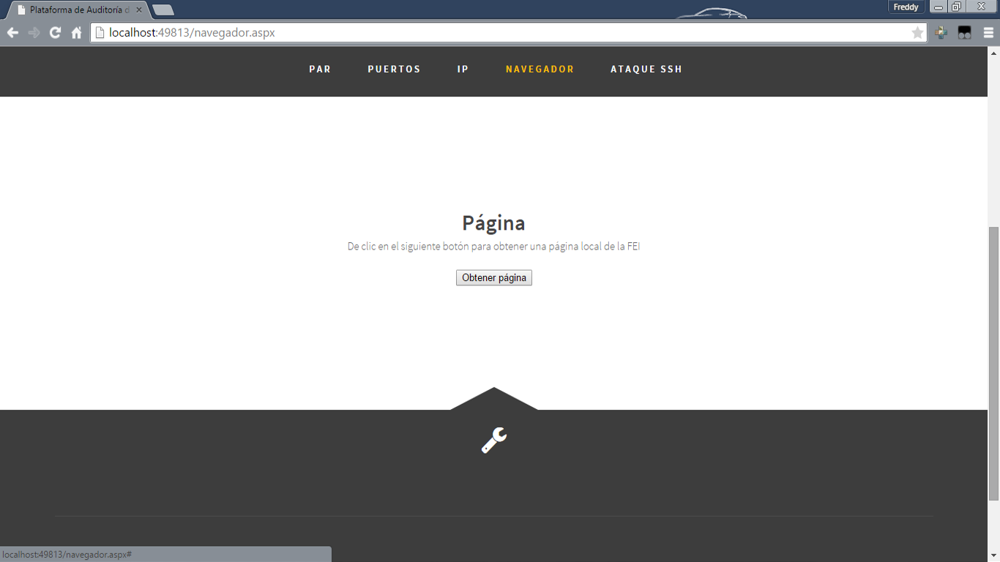 Plataforma de Auditoría d
Freddy
localhost:49813/navegador.aspx
PAR PUERTOS IP NAVEGADOR ATAQUE SSH
Página
De clic en el siguiente botón para obtener una página local de la FEI
Obtener página
localhost:49813/navegador.aspx#